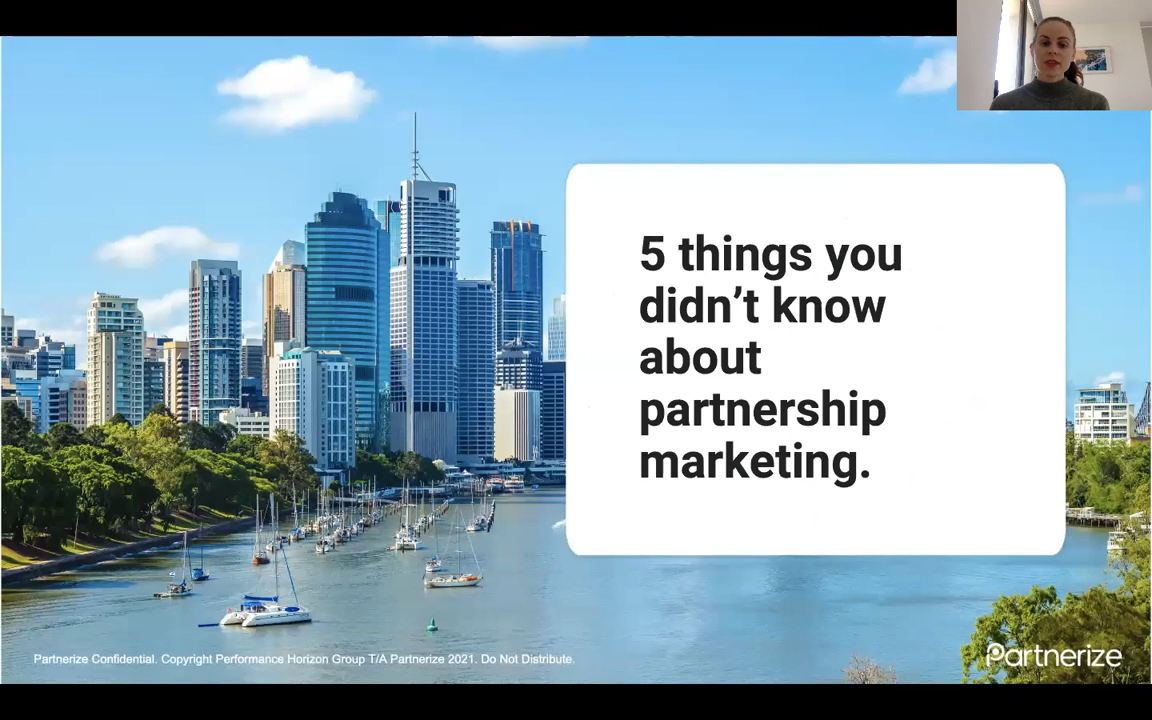 5 things you
didn’t know
about
partnership
marketing.
Partnerize Confidential. Copyright Performance Horizon Group T/A Partnerize 2021. Do Not Distribute.
Partnerize